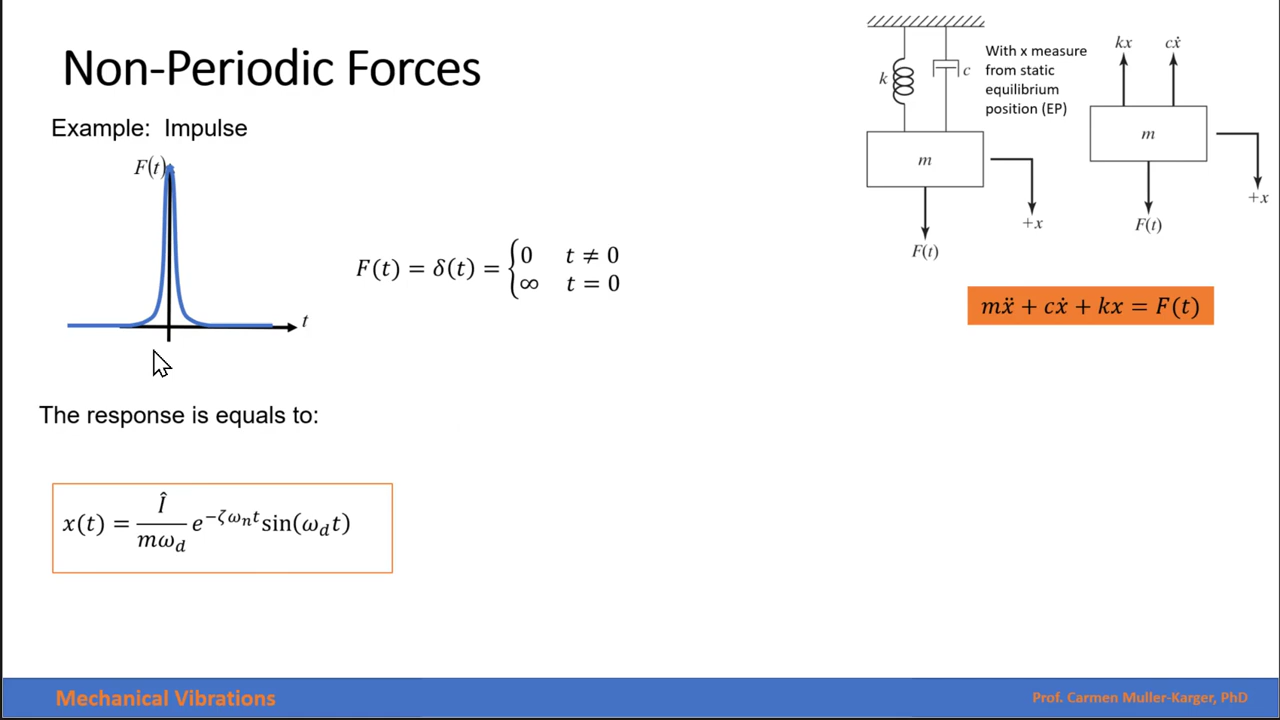 Non-Periodic Forces
Example: Impulse
F(t)
t
F(t) = δ(t) = {0 t ≠ 0
∞ t = 0
k
c
With x measure
from static
equilibrium
position (EP)
m
+x
F(t)
kx
cẋ
m
+x
F(t)
mẍ + cẋ + kx = F(t)
The response is equals to:
x(t) = Î/(mω_d) e^(−ζω_n t) sin(ω_d t)
Mechanical Vibrations
Prof. Carmen Muller-Karger, PhD